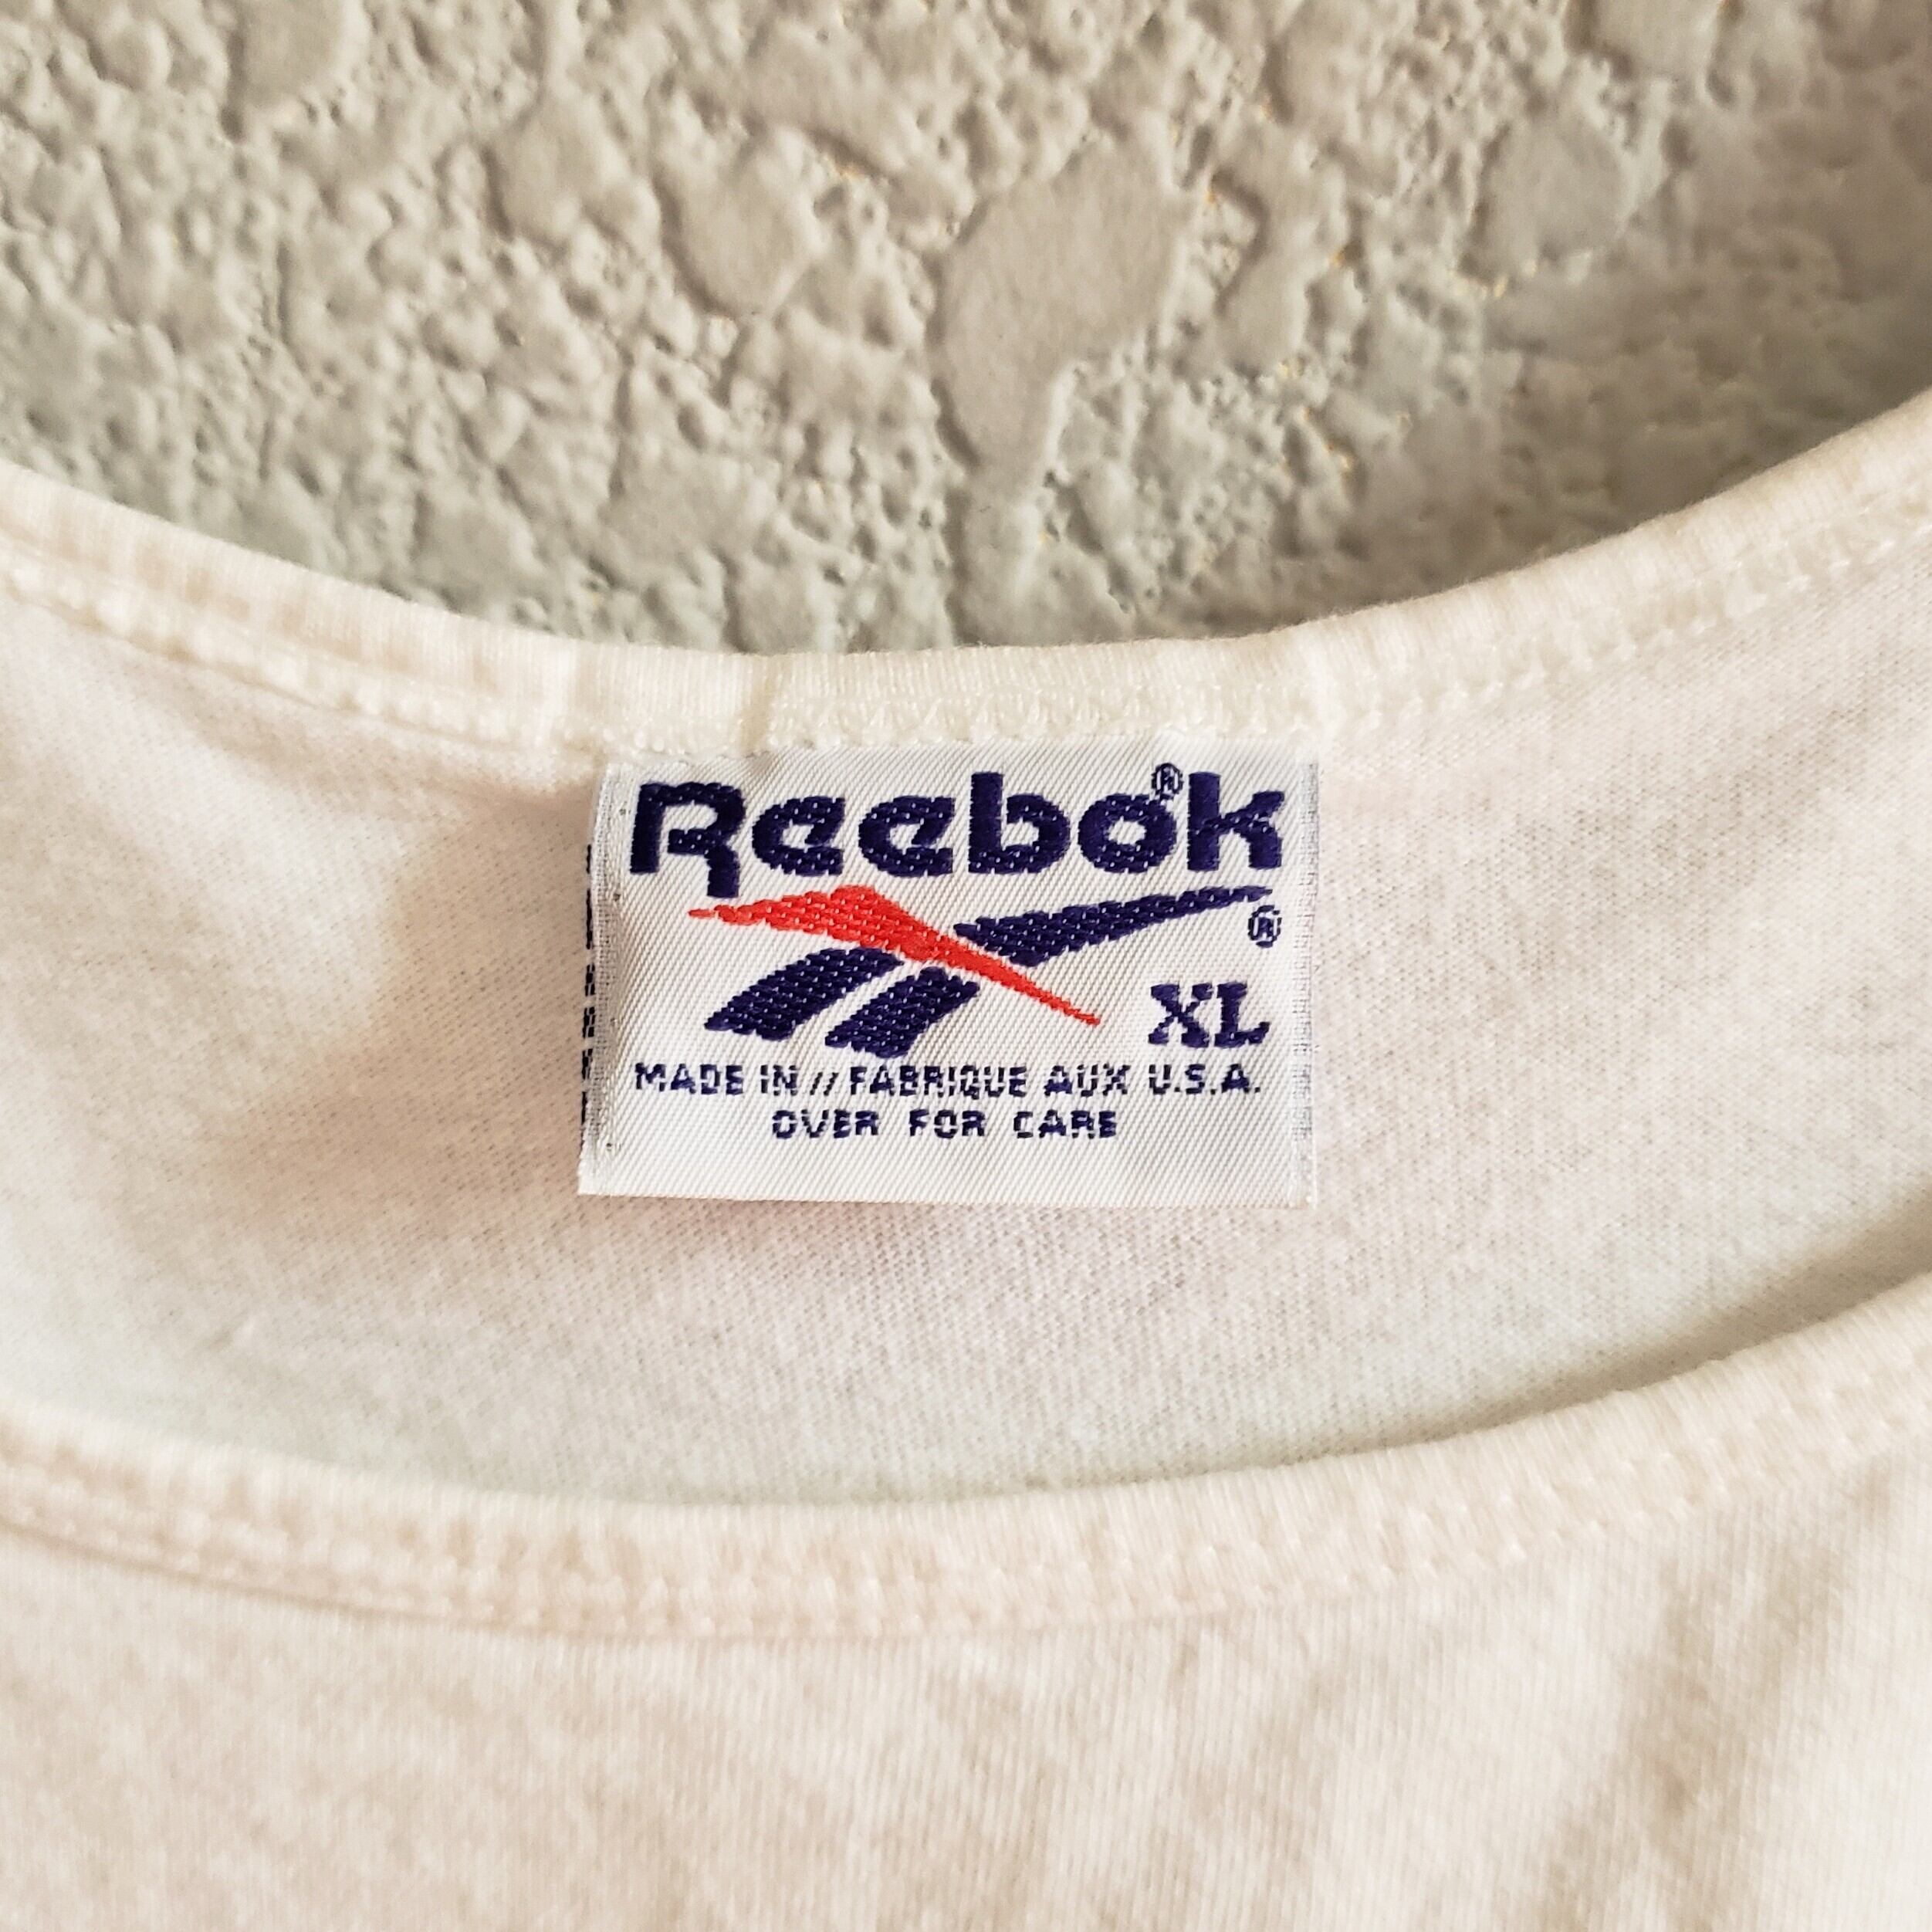 Reebok®
®
XL
MADE IN // FABRIQUE AUX U.S.A.
OVER FOR CARE